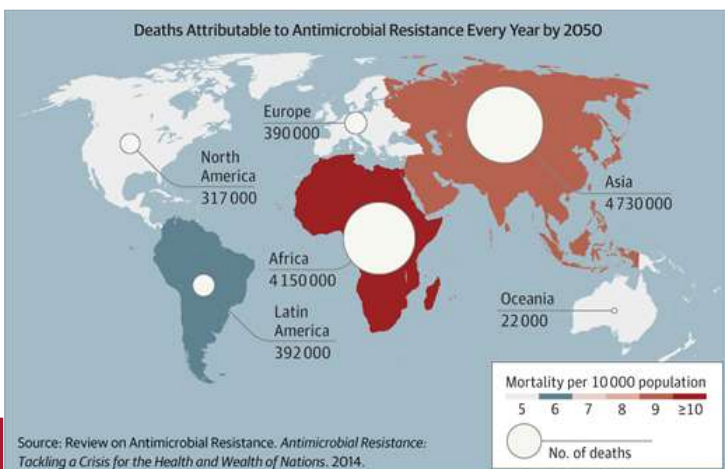 Deaths Attributable to Antimicrobial Resistance Every Year by 2050
Europe
390 000
North
America
317 000
Asia
4 730 000
Africa
4 150 000
Oceania
22 000
Latin
America
392 000
Mortality per 10 000 population
5 6 7 8 9 ≥10
No. of deaths
Source: Review on Antimicrobial Resistance. Antimicrobial Resistance:
Tackling a Crisis for the Health and Wealth of Nations. 2014.